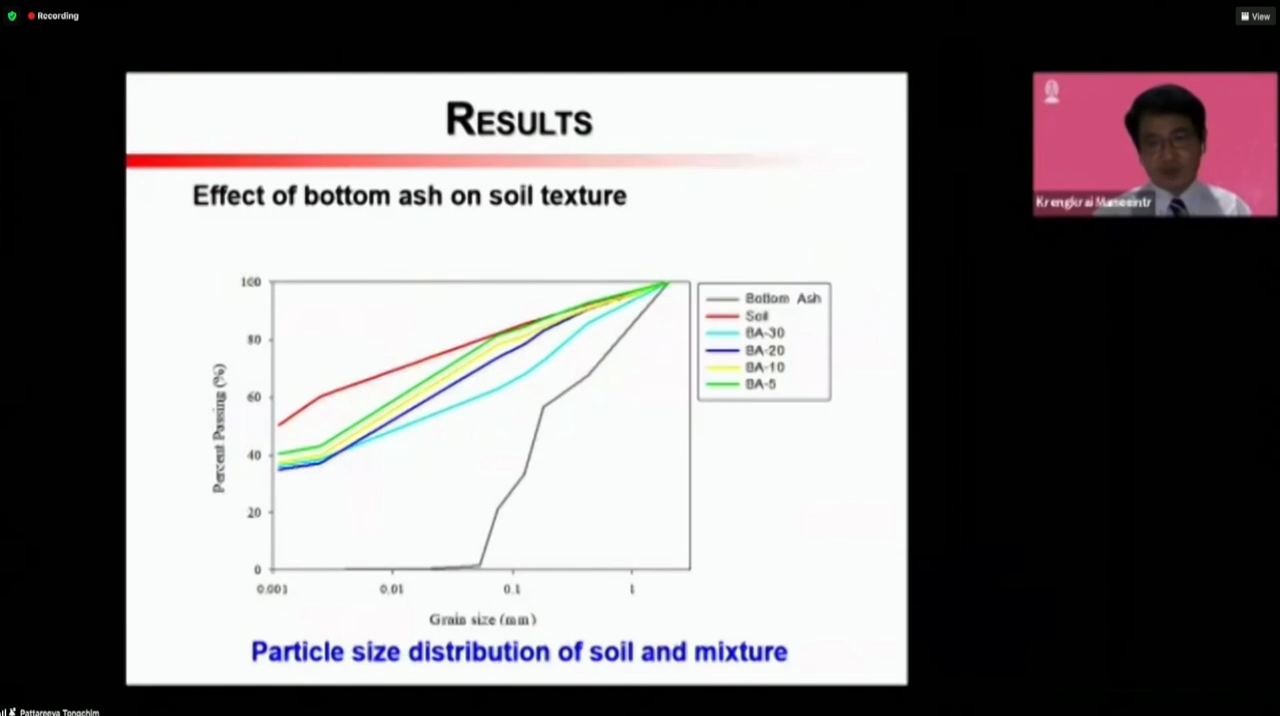 Recording
View
RESULTS
Effect of bottom ash on soil texture
Krengkrai Maneeintr
100
80
60
40
20
0
Percent Passing (%)
0.001
0.01
0.1
1
Grain size (mm)
Bottom Ash
Soil
BA-30
BA-20
BA-10
BA-5
Particle size distribution of soil and mixture
Pattareeya Tongchim